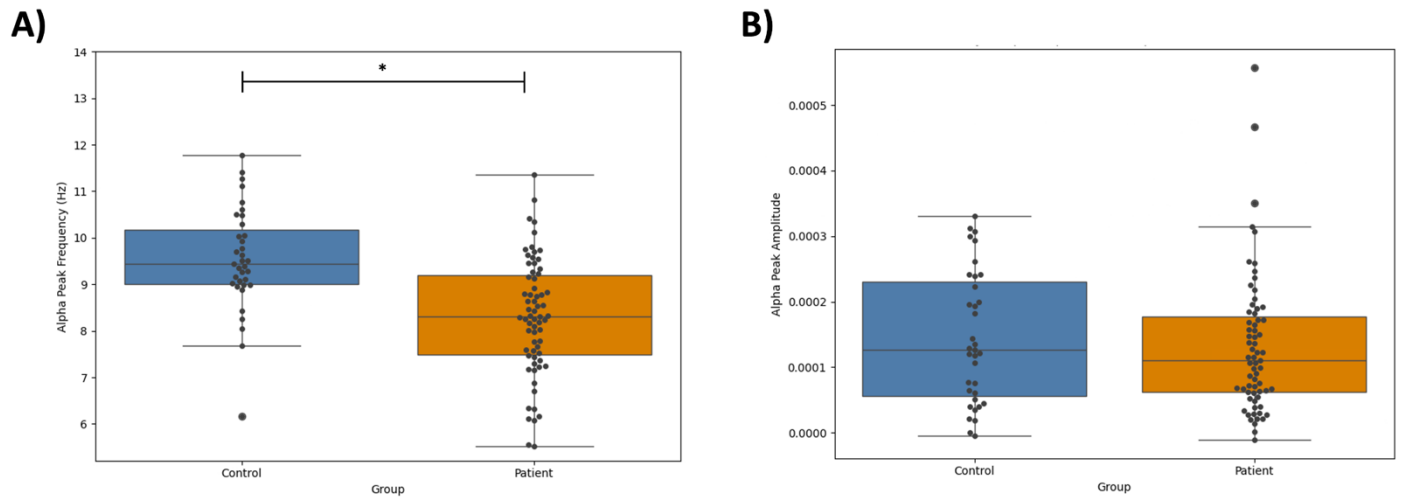 A)
14
*
13
12
11
10
9
8
7
6
Alpha Peak Frequency (Hz)
Control
Patient
Group
B)
0.0005
0.0004
0.0003
0.0002
0.0001
0.0000
Alpha Peak Amplitude
Control
Patient
Group